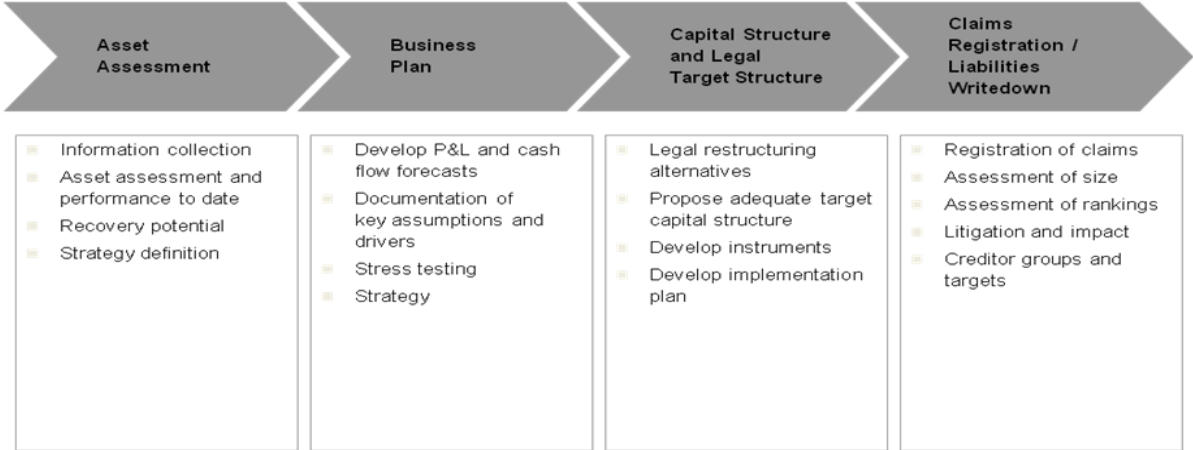 Asset
Assessment
Business
Plan
Capital Structure
and Legal
Target Structure
Claims
Registration /
Liabilities
Writedown
Information collection
Asset assessment and
performance to date
Recovery potential
Strategy definition
Develop P&L and cash
flow forecasts
Documentation of
key assumptions and
drivers
Stress testing
Strategy
Legal restructuring
alternatives
Propose adequate target
capital structure
Develop instruments
Develop implementation
plan
Registration of claims
Assessment of size
Assessment of rankings
Litigation and impact
Creditor groups and
targets